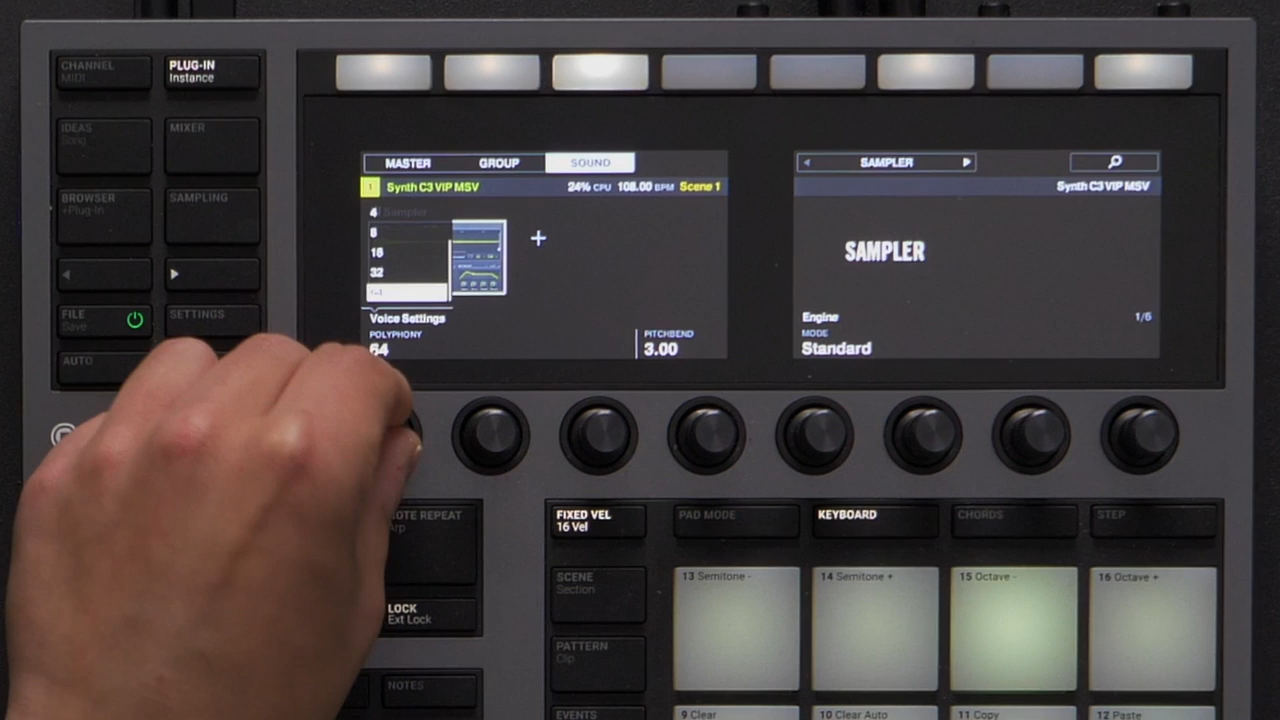 CHANNEL
MIDI
PLUG-IN
Instance
IDEAS
Song
MIXER
BROWSER
+Plug-In
SAMPLING
FILE
Save
SETTINGS
AUTO
MASTER GROUP SOUND
1 Synth C3 VIP MSV 24% CPU 108.00 BPM Scene 1
4 Sampler
8
16
32
Voice Settings
POLYPHONY PITCHBEND
64 3.00
SAMPLER
Synth C3 VIP MSV
SAMPLER
Engine 1/6
MODE
Standard
NOTE REPEAT
Arp
LOCK
Ext Lock
NOTES
FIXED VEL
16 Vel
PAD MODE
KEYBOARD
CHORDS
STEP
SCENE
Section
PATTERN
Clip
EVENTS
13 Semitone -
14 Semitone +
15 Octave -
16 Octave +
9 Clear
10 Clear Auto
11 Copy
12 Paste